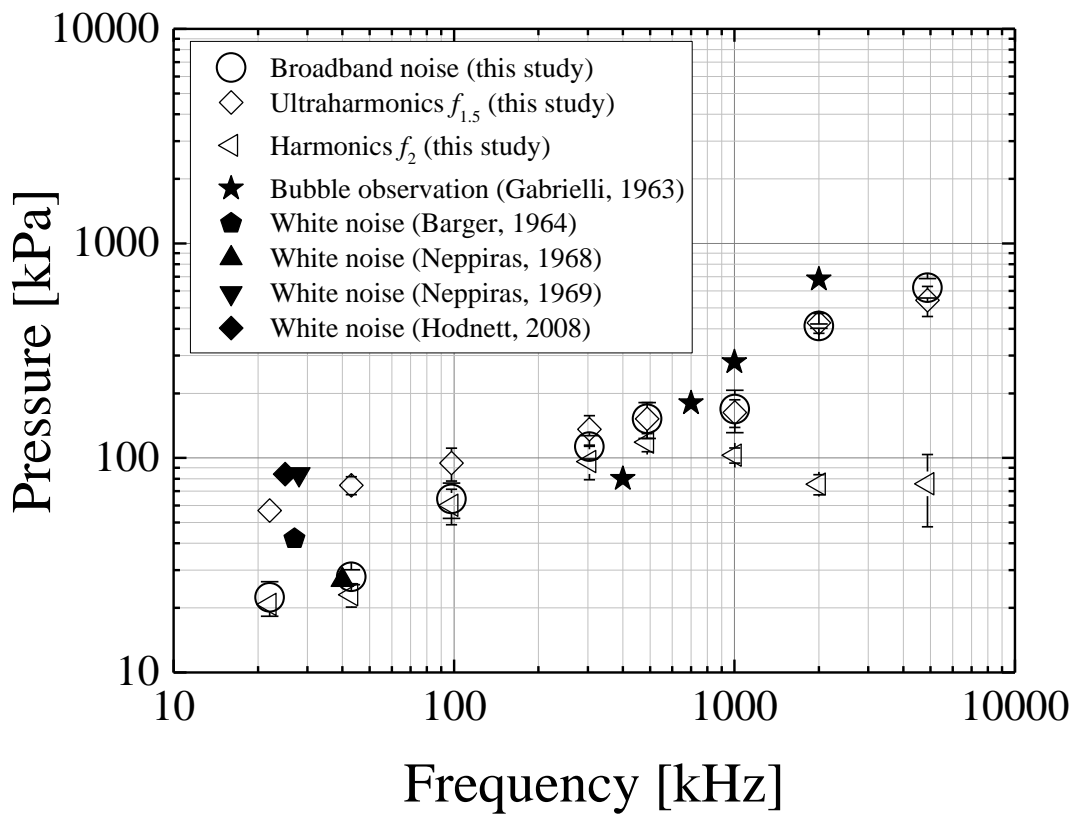 10000
1000
100
10
Pressure [kPa]
Broadband noise (this study)
Ultraharmonics f1.5 (this study)
Harmonics f2 (this study)
Bubble observation (Gabrielli, 1963)
White noise (Barger, 1964)
White noise (Neppiras, 1968)
White noise (Neppiras, 1969)
White noise (Hodnett, 2008)
10 100 1000 10000
Frequency [kHz]